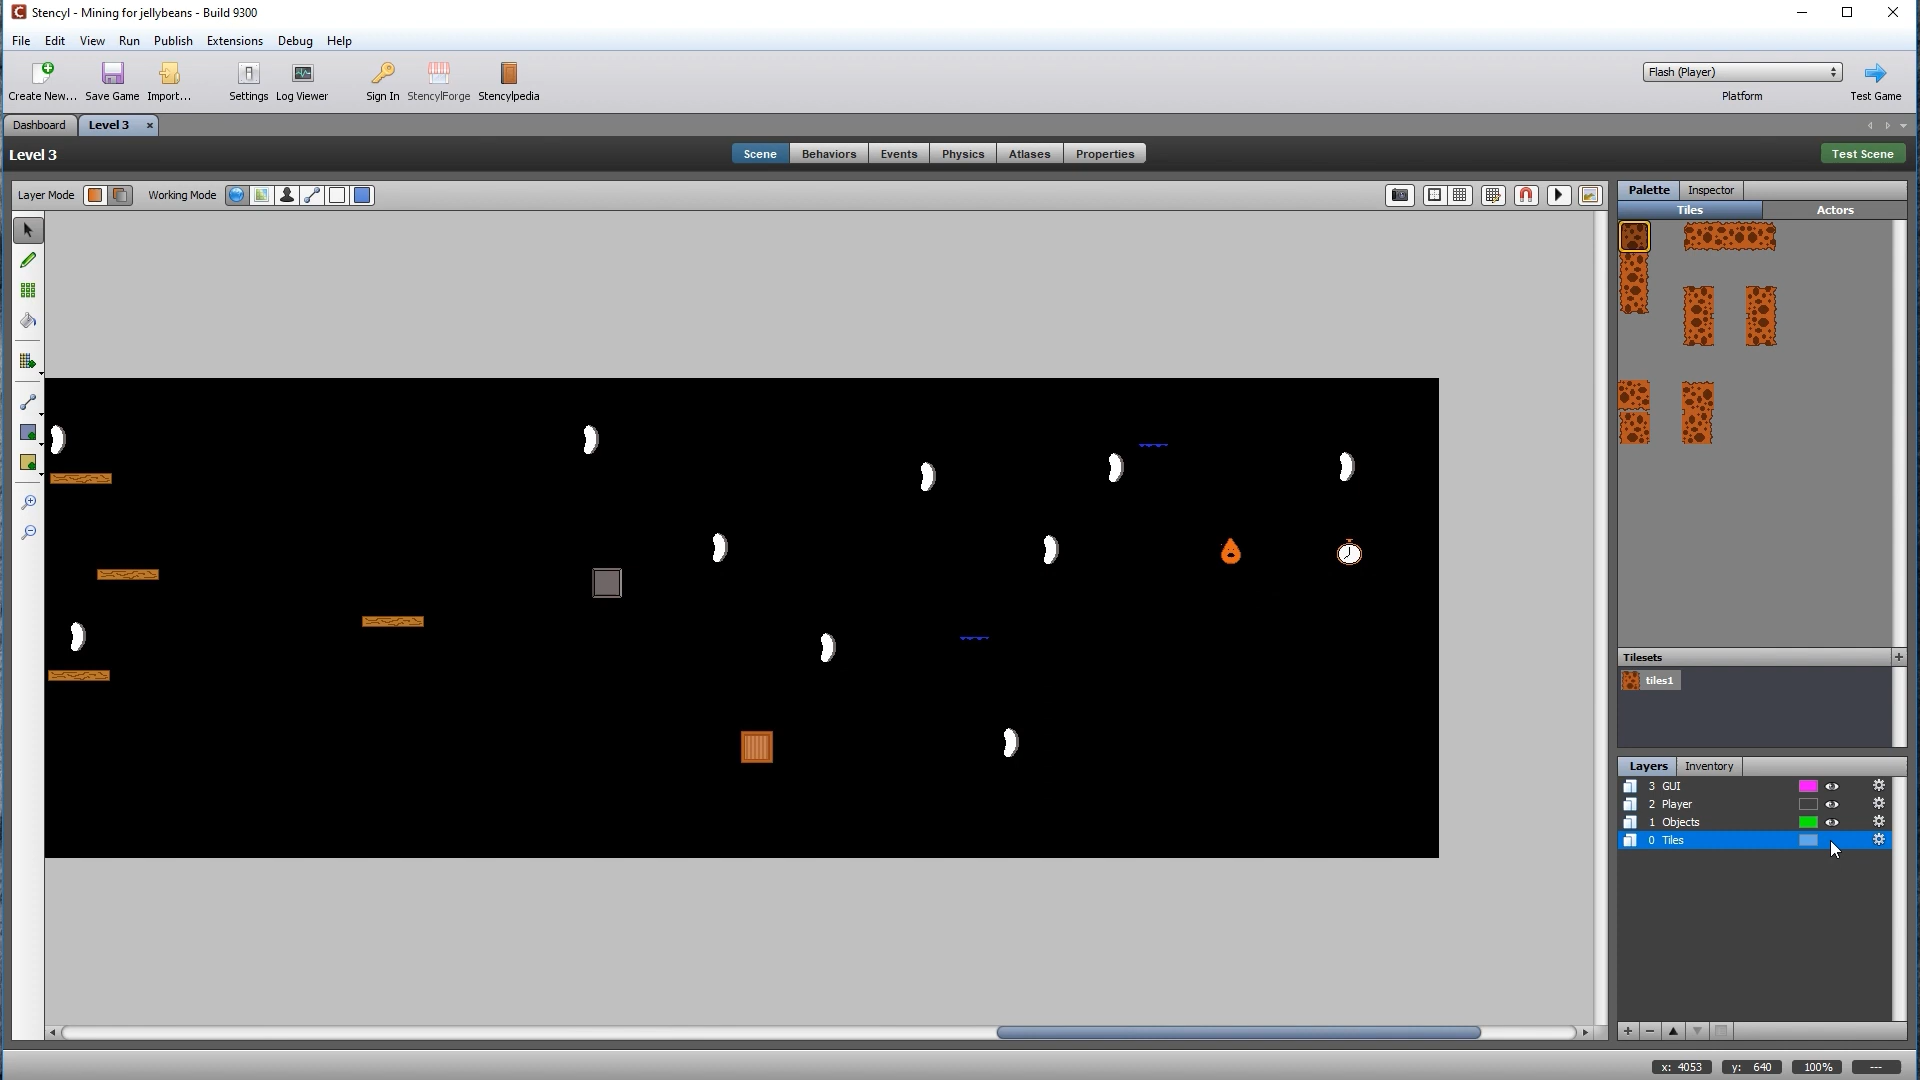 Stencyl - Mining for jellybeans - Build 9300
File Edit View Run Publish Extensions Debug Help
Create New... Save Game Import... Settings Log Viewer Sign In StencylForge Stencylpedia
Flash (Player)
Platform
Test Game
Dashboard Level 3
Level 3
Scene Behaviors Events Physics Atlases Properties
Test Scene
Layer Mode Working Mode
Palette Inspector
Tiles Actors
Tilesets
tiles1
Layers Inventory
3 GUI
2 Player
1 Objects
0 Tiles
x: 4053 y: 640 100% ---